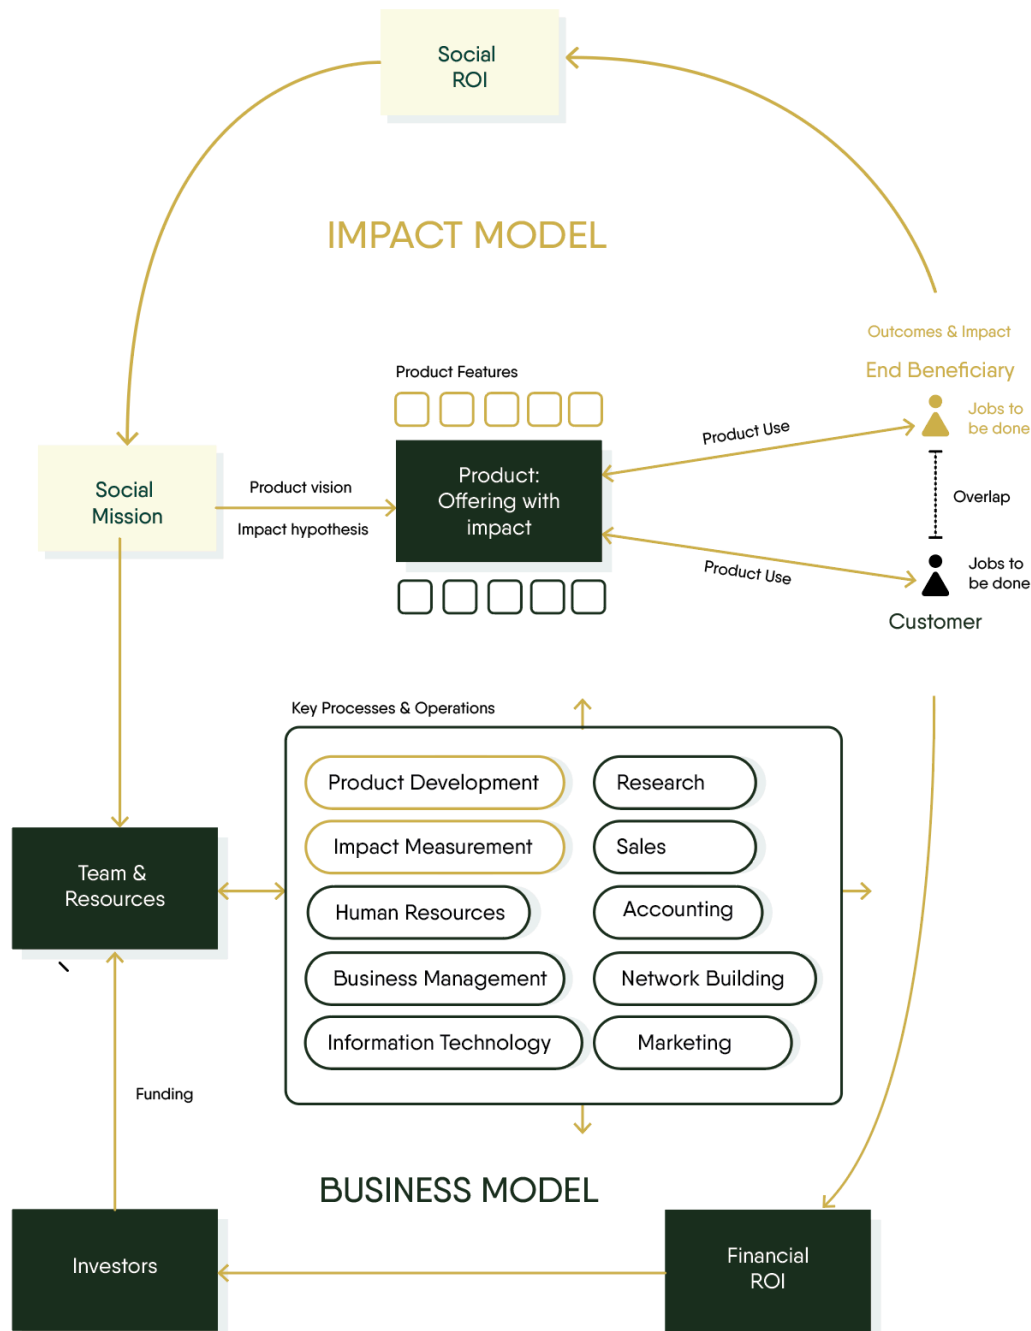 Social
ROI
IMPACT MODEL
Outcomes & Impact
End Beneficiary
Jobs to
be done
Product Features
Product Use
Product:
Offering with
impact
Social
Mission
Product vision
Impact hypothesis
Overlap
Product Use
Jobs to
be done
Customer
Key Processes & Operations
Product Development
Research
Impact Measurement
Sales
Human Resources
Accounting
Business Management
Network Building
Information Technology
Marketing
Team &
Resources
Funding
BUSINESS MODEL
Investors
Financial
ROI